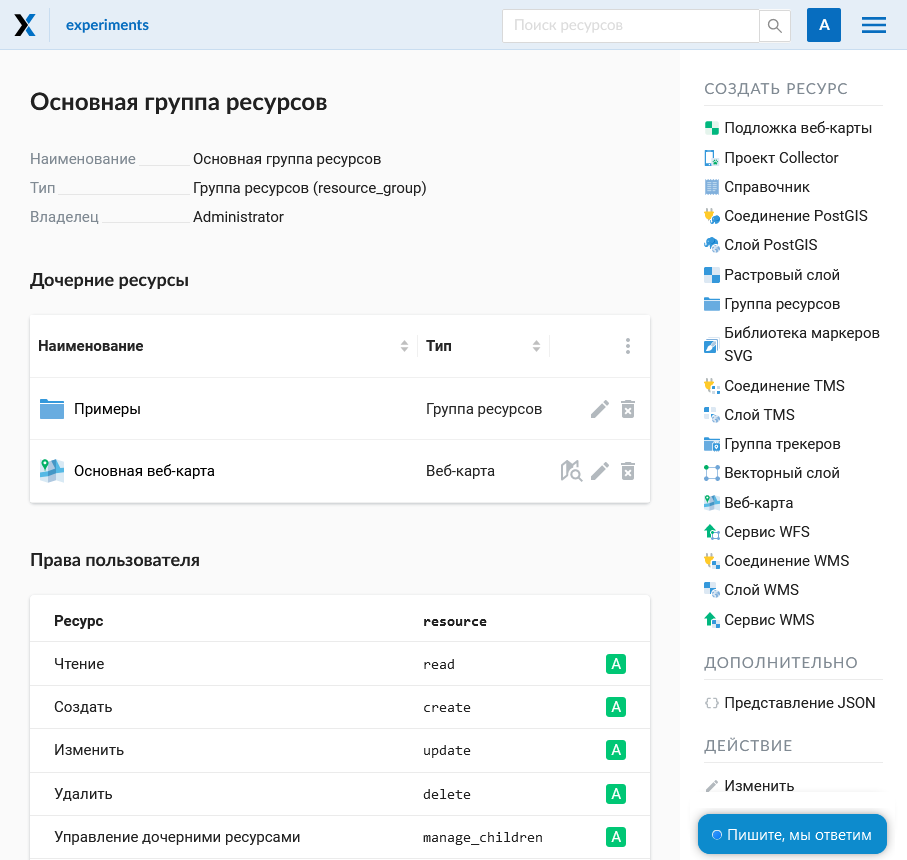 experiments
Поиск ресурсов
A
Основная группа ресурсов
Наименование Основная группа ресурсов
Тип Группа ресурсов (resource_group)
Владелец Administrator
Дочерние ресурсы
Наименование Тип
Примеры Группа ресурсов
Основная веб-карта Веб-карта
Права пользователя
Ресурс resource
Чтение read A
Создать create A
Изменить update A
Удалить delete A
Управление дочерними ресурсами manage_children A
СОЗДАТЬ РЕСУРС
Подложка веб-карты
Проект Collector
Справочник
Соединение PostGIS
Слой PostGIS
Растровый слой
Группа ресурсов
Библиотека маркеров
SVG
Соединение TMS
Слой TMS
Группа трекеров
Векторный слой
Веб-карта
Сервис WFS
Соединение WMS
Слой WMS
Сервис WMS
ДОПОЛНИТЕЛЬНО
Представление JSON
ДЕЙСТВИЕ
Изменить
Пишите, мы ответим